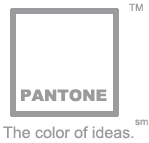 TM
PANTONE
The color of ideas.sm